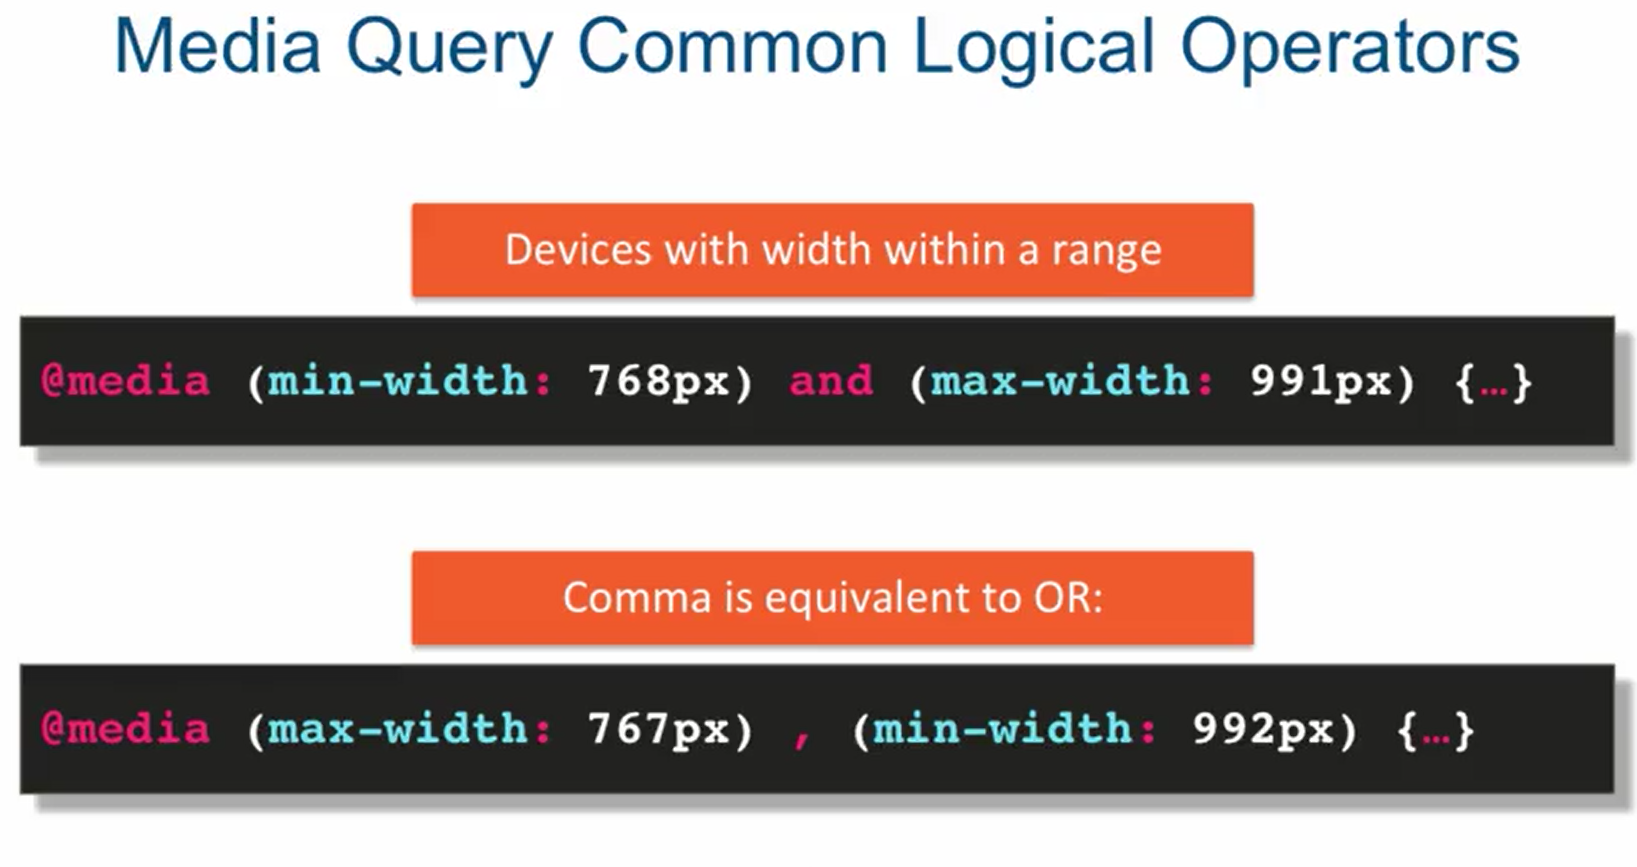 Media Query Common Logical Operators
Devices with width within a range
@media (min-width: 768px) and (max-width: 991px) {…}
Comma is equivalent to OR:
@media (max-width: 767px) , (min-width: 992px) {…}